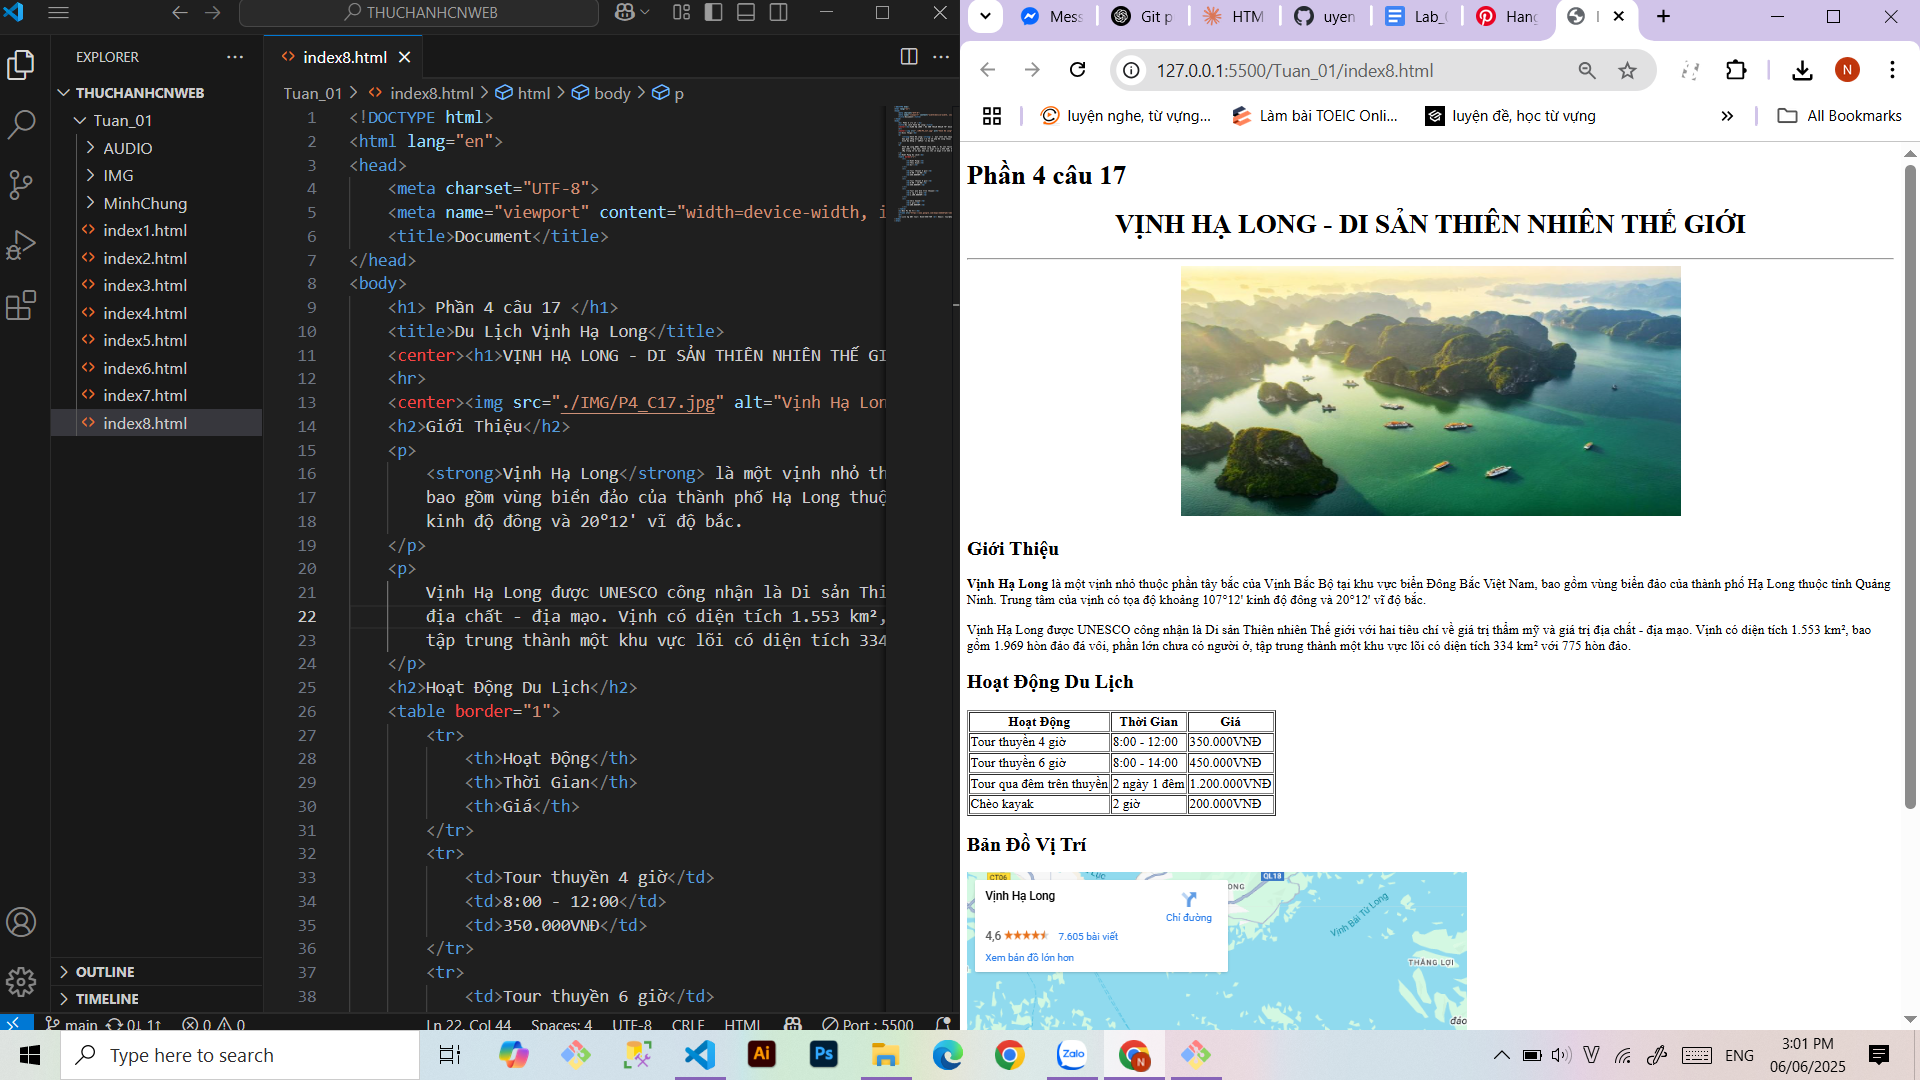 THUCHANHCNWEB
EXPLORER
THUCHANHCNWEB
Tuan_01
AUDIO
IMG
MinhChung
index1.html
index2.html
index3.html
index4.html
index5.html
index6.html
index7.html
index8.html
OUTLINE
TIMELINE
index8.html
Tuan_01 > index8.html > html > body > p
1 <!DOCTYPE html>
2 <html lang="en">
3 <head>
4 <meta charset="UTF-8">
5 <meta name="viewport" content="width=device-width, i
6 <title>Document</title>
7 </head>
8 <body>
9 <h1> Phần 4 câu 17 </h1>
10 <title>Du Lịch Vịnh Hạ Long</title>
11 <center><h1>VỊNH HẠ LONG - DI SẢN THIÊN NHIÊN THẾ GI
12 <hr>
13 <center><img src="./IMG/P4_C17.jpg" alt="Vịnh Hạ Lon
14 <h2>Giới Thiệu</h2>
15 <p>
16 <strong>Vịnh Hạ Long</strong> là một vịnh nhỏ th
17 bao gồm vùng biển đảo của thành phố Hạ Long thuộ
18 kinh độ đông và 20°12' vĩ độ bắc.
19 </p>
20 <p>
21 Vịnh Hạ Long được UNESCO công nhận là Di sản Thi
22 địa chất - địa mạo. Vịnh có diện tích 1.553 km²,
23 tập trung thành một khu vực lõi có diện tích 334
24 </p>
25 <h2>Hoạt Động Du Lịch</h2>
26 <table border="1">
27 <tr>
28 <th>Hoạt Động</th>
29 <th>Thời Gian</th>
30 <th>Giá</th>
31 </tr>
32 <tr>
33 <td>Tour thuyền 4 giờ</td>
34 <td>8:00 - 12:00</td>
35 <td>350.000VNĐ</td>
36 </tr>
37 <tr>
38 <td>Tour thuyền 6 giờ</td>
main 0↓ 1↑ 0 0 Ln 22, Col 44 Spaces: 4 UTF-8 CRLF HTML Port : 5500
Mess Git p HTM uyen Lab_ Hang
127.0.0.1:5500/Tuan_01/index8.html
N
luyện nghe, từ vựng... Làm bài TOEIC Onli... luyện đề, học từ vựng » All Bookmarks
Phần 4 câu 17
VỊNH HẠ LONG - DI SẢN THIÊN NHIÊN THẾ GIỚI
Giới Thiệu
Vịnh Hạ Long là một vịnh nhỏ thuộc phần tây bắc của Vịnh Bắc Bộ tại khu vực biển Đông Bắc Việt Nam, bao gồm vùng biển đảo của thành phố Hạ Long thuộc tỉnh Quảng
Ninh. Trung tâm của vịnh có tọa độ khoảng 107°12' kinh độ đông và 20°12' vĩ độ bắc.
Vịnh Hạ Long được UNESCO công nhận là Di sản Thiên nhiên Thế giới với hai tiêu chí về giá trị thẩm mỹ và giá trị địa chất - địa mạo. Vịnh có diện tích 1.553 km², bao
gồm 1.969 hòn đảo đá vôi, phần lớn chưa có người ở, tập trung thành một khu vực lõi có diện tích 334 km² với 775 hòn đảo.
Hoạt Động Du Lịch
Hoạt Động Thời Gian Giá
Tour thuyền 4 giờ 8:00 - 12:00 350.000VNĐ
Tour thuyền 6 giờ 8:00 - 14:00 450.000VNĐ
Tour qua đêm trên thuyền 2 ngày 1 đêm 1.200.000VNĐ
Chèo kayak 2 giờ 200.000VNĐ
Bản Đồ Vị Trí
CT06
QL18
ONG
Vịnh Hạ Long
Chỉ đường
4,6 7.605 bài viết
Xem bản đồ lớn hơn
Vịnh Bái Tử Long
THẮNG LỢI
đảo
Type here to search
Ai
Ps
Zalo
N
ENG
3:01 PM
06/06/2025